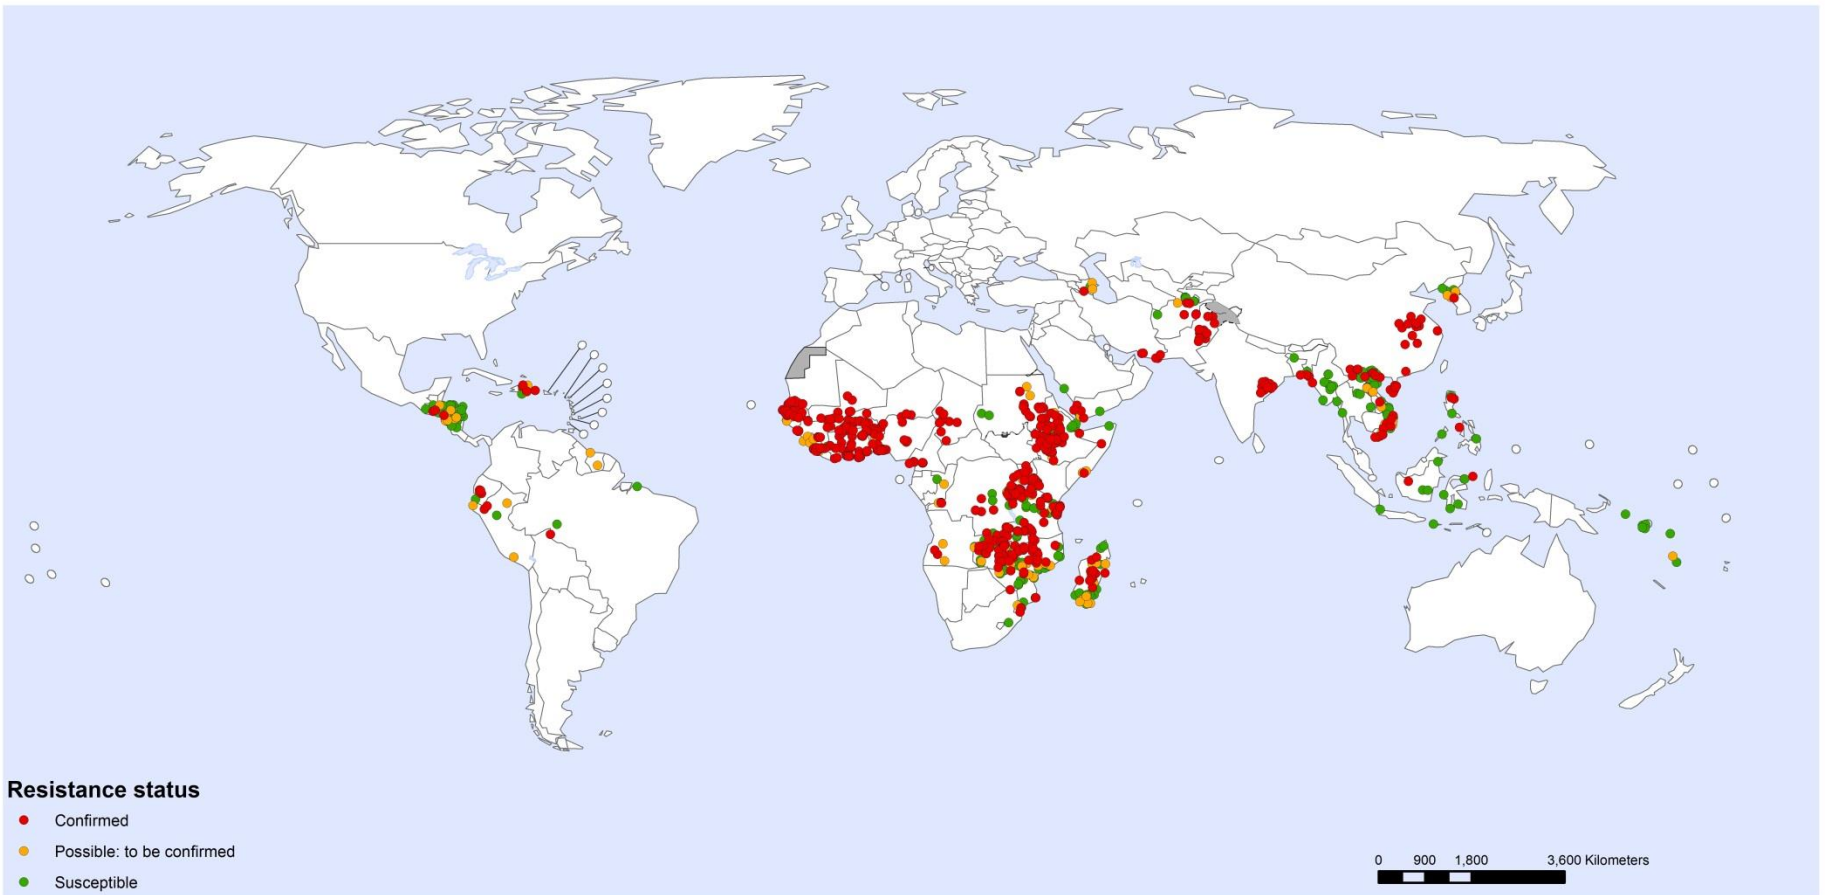 Resistance status
Confirmed
Possible: to be confirmed
Susceptible
0 900 1,800 3,600 Kilometers